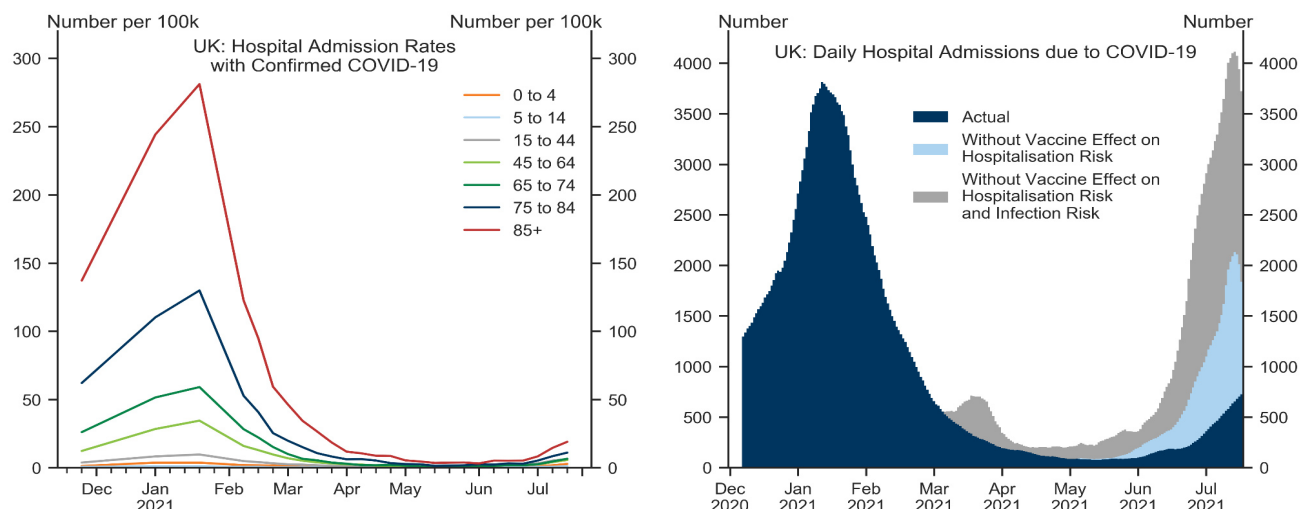 Number per 100k
Number per 100k
UK: Hospital Admission Rates
with Confirmed COVID-19
300
250
200
150
100
50
0
300
250
200
150
100
50
0
0 to 4
5 to 14
15 to 44
45 to 64
65 to 74
75 to 84
85+
Dec Jan Feb Mar Apr May Jun Jul
2021
Number
Number
UK: Daily Hospital Admissions due to COVID-19
4000
3500
3000
2500
2000
1500
1000
500
0
4000
3500
3000
2500
2000
1500
1000
500
0
Actual
Without Vaccine Effect on
Hospitalisation Risk
Without Vaccine Effect on
Hospitalisation Risk
and Infection Risk
Dec Jan Feb Mar Apr May Jun Jul
2020 2021 2021 2021 2021 2021 2021 2021